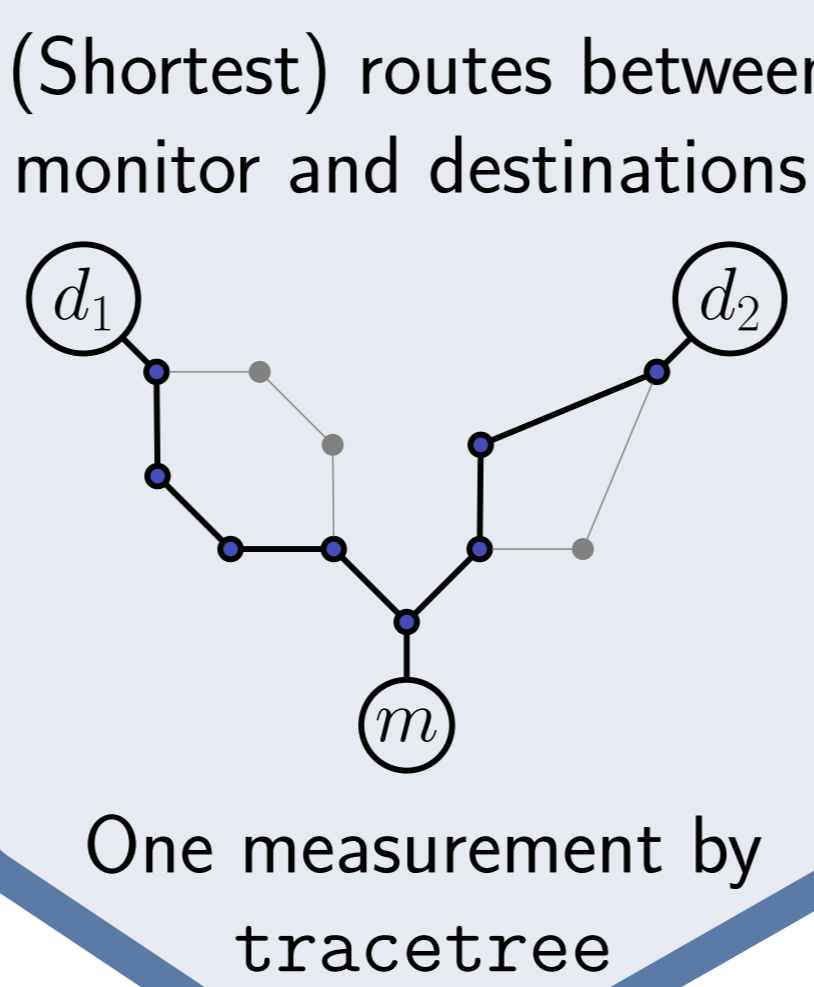 (Shortest) routes between
monitor and destinations
d₁
d₂
m
One measurement by
tracetree